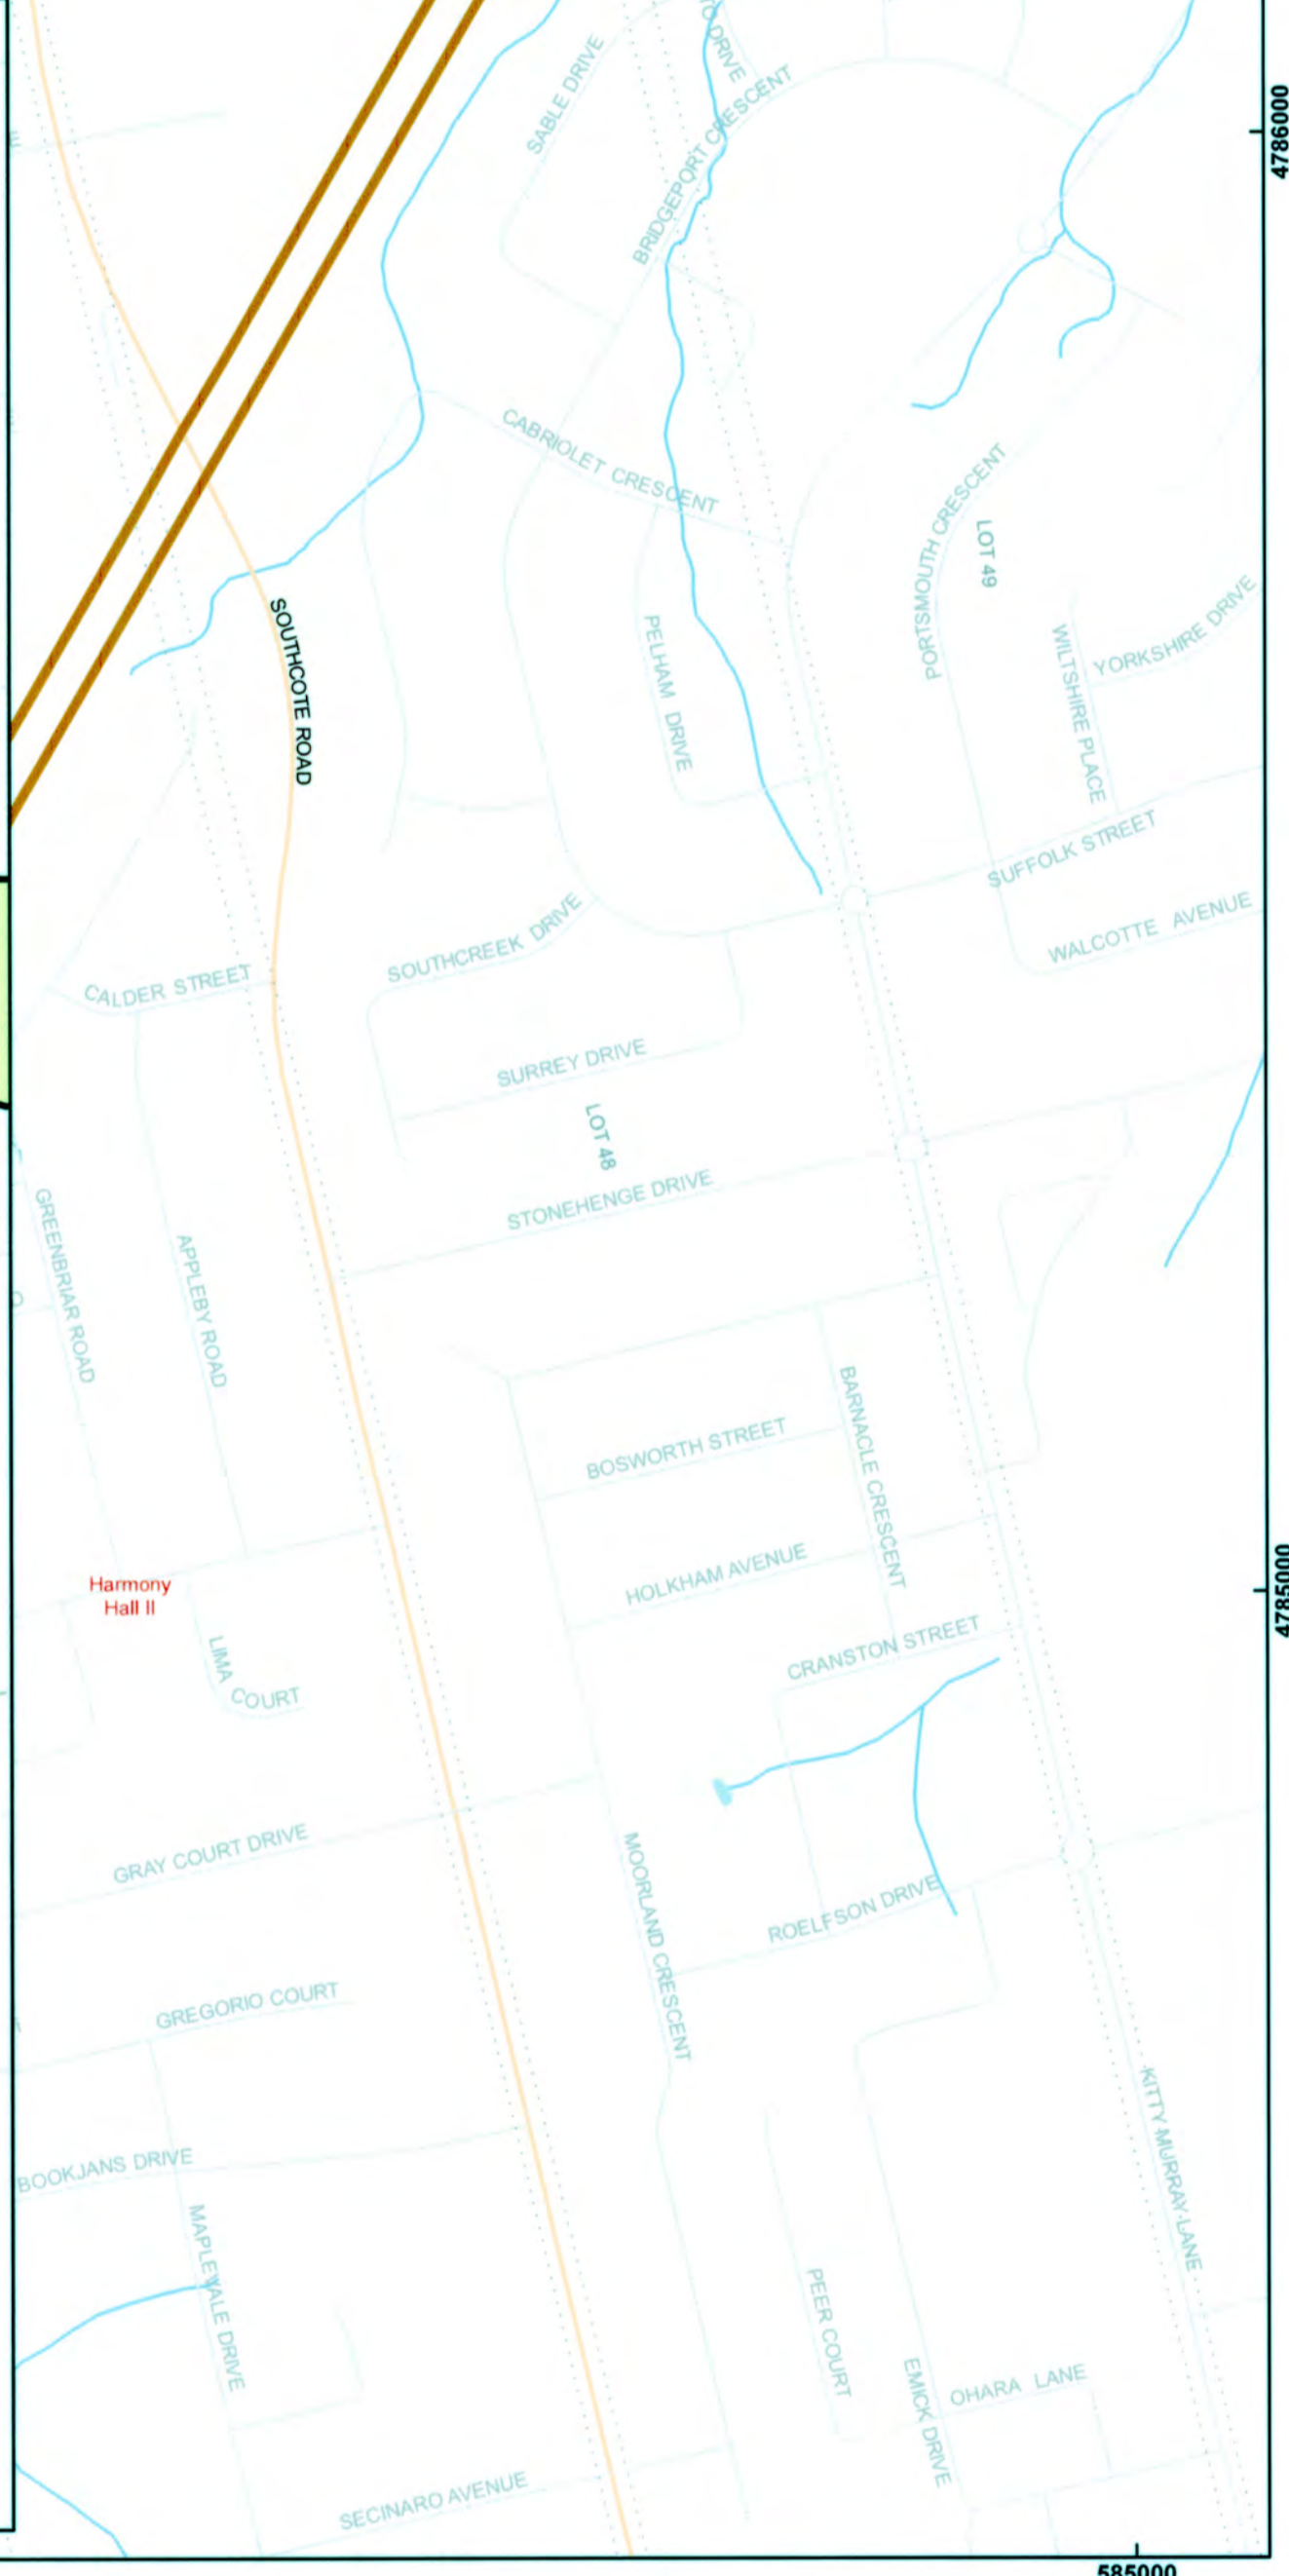 SABLE DRIVE
TO DRIVE
BRIDGEPORT CRESCENT
4786000
CABRIOLET CRESCENT
PORTSMOUTH CRESCENT
LOT 49
SOUTHCOTE ROAD
PELHAM DRIVE
WILTSHIRE PLACE
YORKSHIRE DRIVE
SUFFOLK STREET
WALCOTTE AVENUE
SOUTHCREEK DRIVE
CALDER STREET
SURREY DRIVE
LOT 48
STONEHENGE DRIVE
GREENBRIAR ROAD
APPLEBY ROAD
BARNACLE CRESCENT
BOSWORTH STREET
HOLKHAM AVENUE
4785000
Harmony
Hall II
LIMA COURT
CRANSTON STREET
GRAY COURT DRIVE
MOORLAND CRESCENT
ROELFSON DRIVE
GREGORIO COURT
KITTY MURRAY LANE
BOOKJANS DRIVE
MAPLEVALE DRIVE
PEER COURT
EMICK DRIVE
OHARA LANE
SECINARO AVENUE
585000